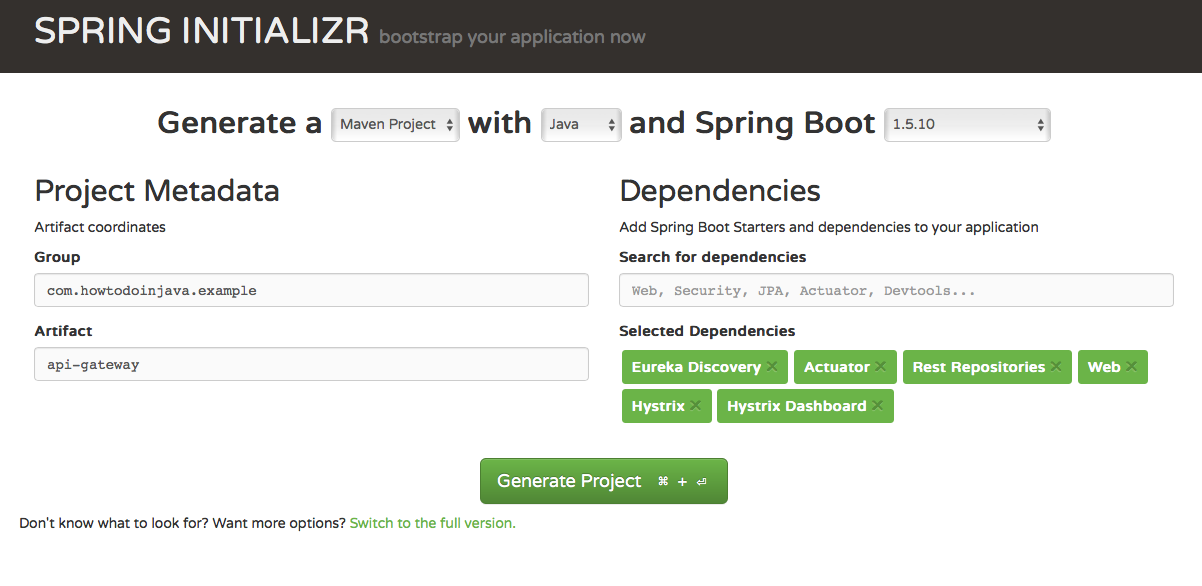 SPRING INITIALIZR bootstrap your application now
Generate a Maven Project with Java and Spring Boot 1.5.10
Project Metadata
Artifact coordinates
Group
com.howtodoinjava.example
Artifact
api-gateway
Dependencies
Add Spring Boot Starters and dependencies to your application
Search for dependencies
Web, Security, JPA, Actuator, Devtools...
Selected Dependencies
Eureka Discovery × Actuator × Rest Repositories × Web ×
Hystrix × Hystrix Dashboard ×
Generate Project ⌘ + ⏎
Don't know what to look for? Want more options? Switch to the full version.